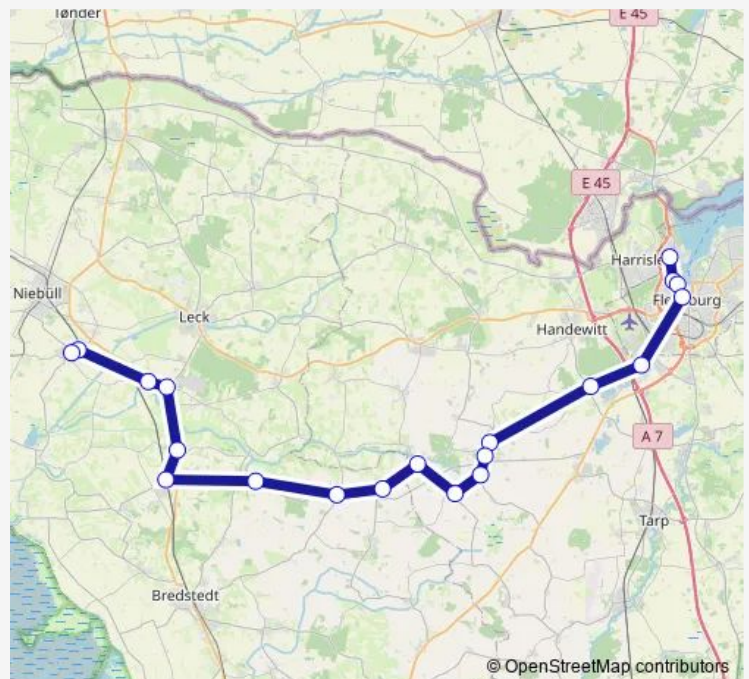 Tønder
E 45
E 45
Harrisle
Niebüll
Flensburg
Leck
Handewitt
A 7
Tarp
Bredstedt
© OpenStreetMap contributors